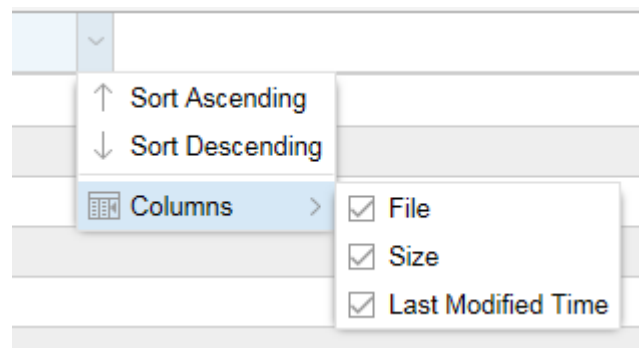 Sort Ascending
Sort Descending
Columns
File
Size
Last Modified Time